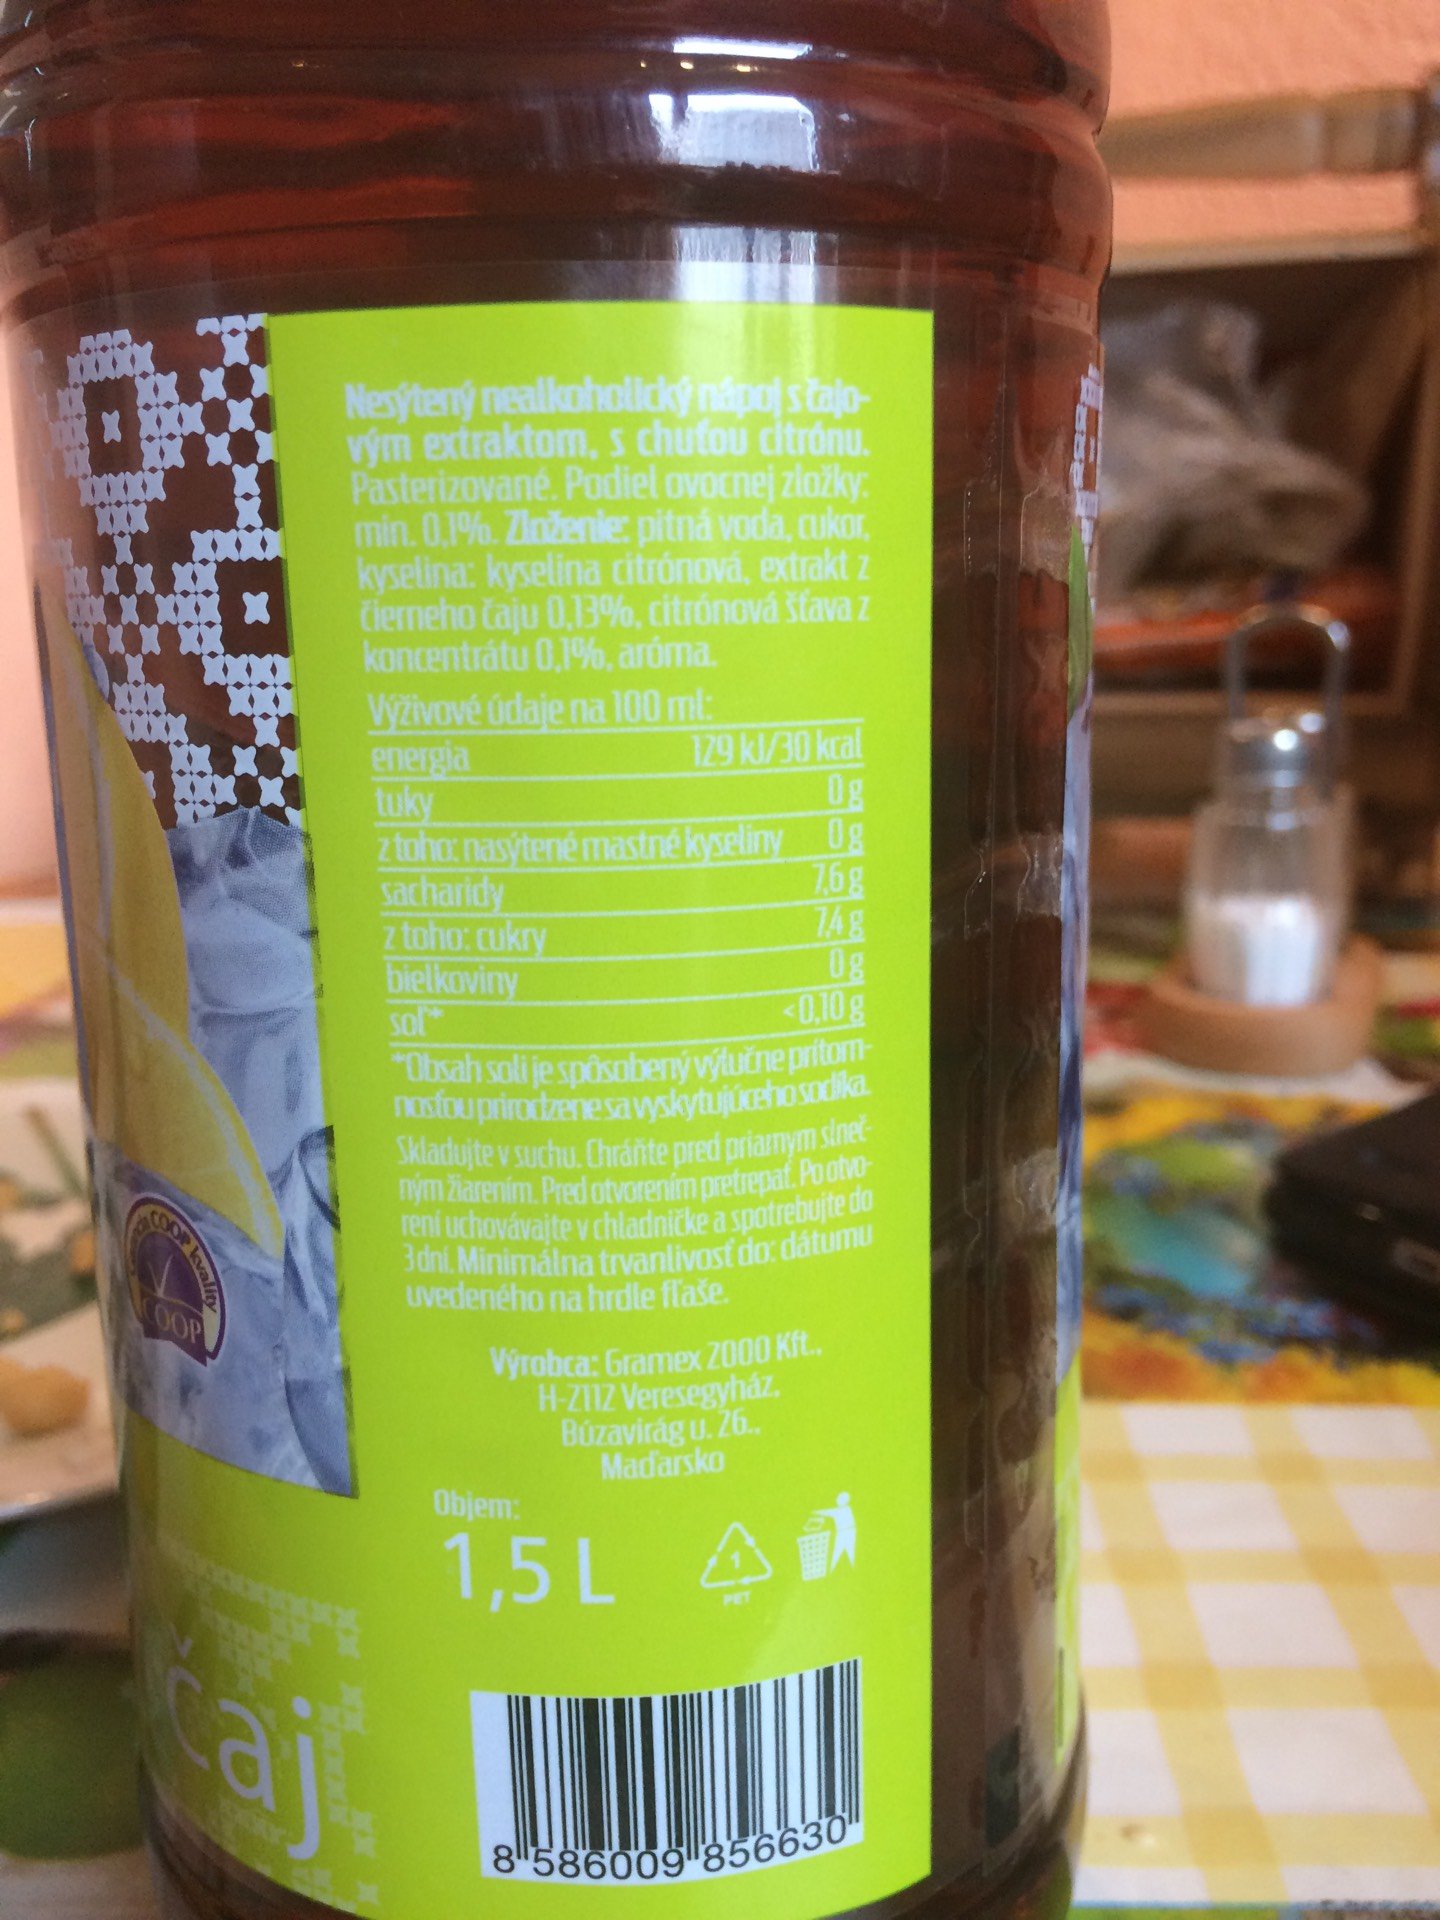 Nesýtený nealkoholický nápoj s čajo-
vým extraktom, s chuťou citrónu.
Pasterizované. Podiel ovocnej zložky:
min. 0,1%. Zloženie: pitná voda, cukor,
kyselina: kyselina citrónová, extrakt z
čierneho čaju 0,13%, citrónová šťava z
koncentrátu 0,1%, aróma.
Výživové údaje na 100 ml:
energia 129 kJ/30 kcal
tuky 0 g
z toho: nasýtené mastné kyseliny 0 g
sacharidy 7,6 g
z toho: cukry 7,4 g
bielkoviny 0 g
soľ* <0,10 g
*Obsah soli je spôsobený výlučne prítom-
nosťou prirodzene sa vyskytujúceho sodíka.
Skladujte v suchu. Chráňte pred priamym slneč-
ným žiarením. Pred otvorením pretrepať. Po otvo-
rení uchovávajte v chladničke a spotrebujte do
3 dní. Minimálna trvanlivosť do: dátumu
uvedeného na hrdle fľaše.
Výrobca: Gramex 2000 Kft.,
H-2112 Veresegyház,
Búzavirág u. 26.,
Maďarsko
Objem:
1,5 L
1
PET
COOP kvality
COOP
čaj
8 586009 856630